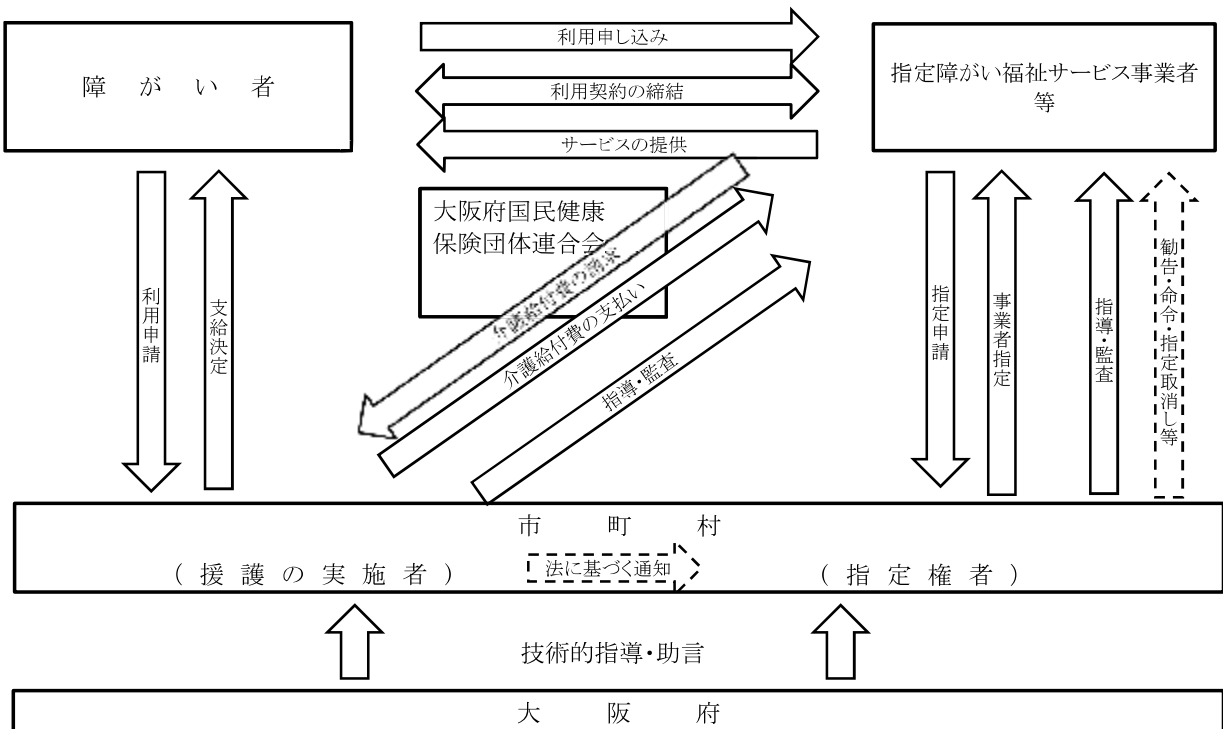 利用申し込み
障がい者
利用契約の締結
指定障がい福祉サービス事業者
等
サービスの提供
大阪府国民健康
保険団体連合会
介護給付費の請求
介護給付費の支払い
指導・監査
利用申請
支給決定
指定申請
事業者指定
指導・監査
勧告・命令・指定取消し等
市町村
(援護の実施者)
法に基づく通知
(指定権者)
技術的指導・助言
大阪府